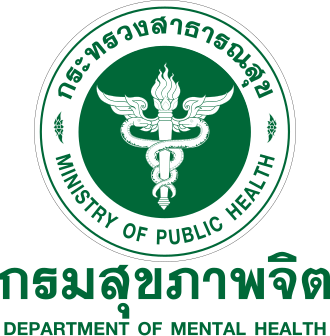 กระทรวงสาธารณสุข
MINISTRY OF PUBLIC HEALTH
กรมสุขภาพจิต
DEPARTMENT OF MENTAL HEALTH